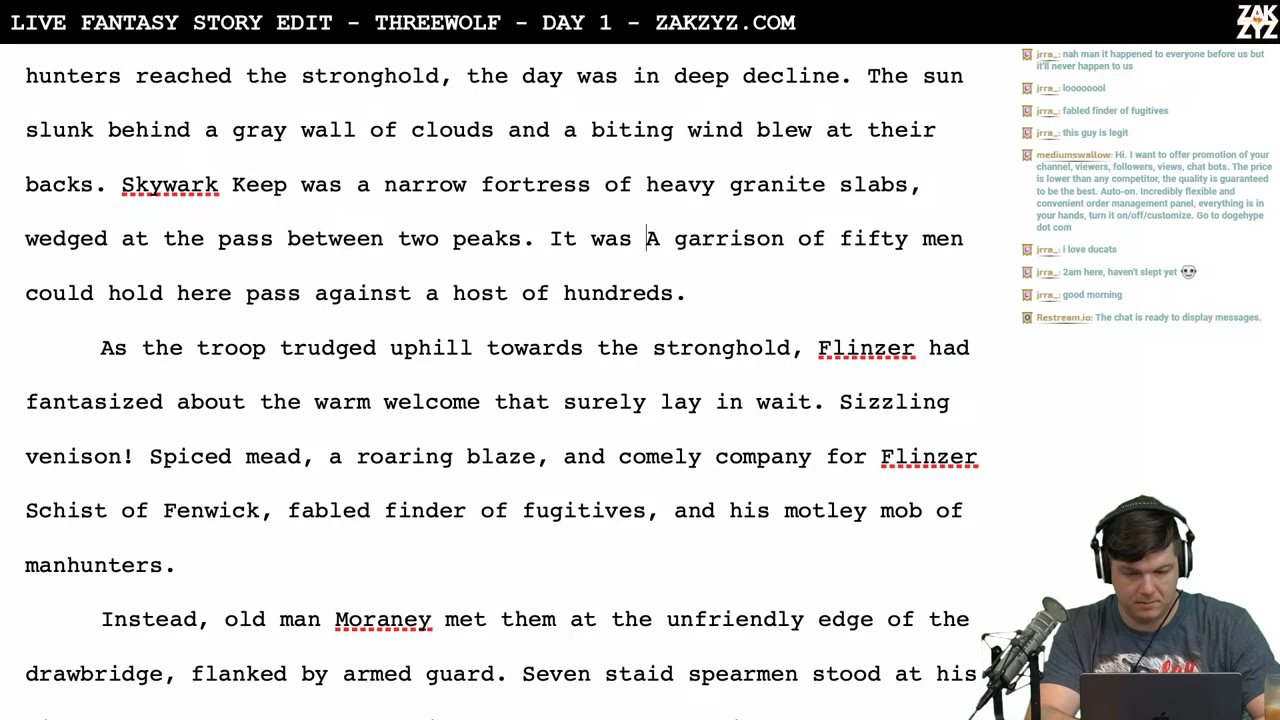 LIVE FANTASY STORY EDIT - THREEWOLF - DAY 1 - ZAKZYZ.COM
ZAK
ZYZ
hunters reached the stronghold, the day was in deep decline. The sun
slunk behind a gray wall of clouds and a biting wind blew at their
backs. Skywark Keep was a narrow fortress of heavy granite slabs,
wedged at the pass between two peaks. It was A garrison of fifty men
could hold here pass against a host of hundreds.
As the troop trudged uphill towards the stronghold, Flinzer had
fantasized about the warm welcome that surely lay in wait. Sizzling
venison! Spiced mead, a roaring blaze, and comely company for Flinzer
Schist of Fenwick, fabled finder of fugitives, and his motley mob of
manhunters.
Instead, old man Moraney met them at the unfriendly edge of the
drawbridge, flanked by armed guard. Seven staid spearmen stood at his
jrra_: nah man it happened to everyone before us but
it'll never happen to us
jrra_: looooool
jrra_: fabled finder of fugitives
jrra_: this guy is legit
mediumswallow: Hi. I want to offer promotion of your
channel, viewers, followers, views, chat bots. The price
is lower than any competitor, the quality is guaranteed
to be the best. Auto-on. Incredibly flexible and
convenient order management panel, everything is in
your hands, turn it on/off/customize. Go to dogehype
dot com
jrra_: i love ducats
jrra_: 2am here, haven't slept yet
jrra_: good morning
Restream.io: The chat is ready to display messages.